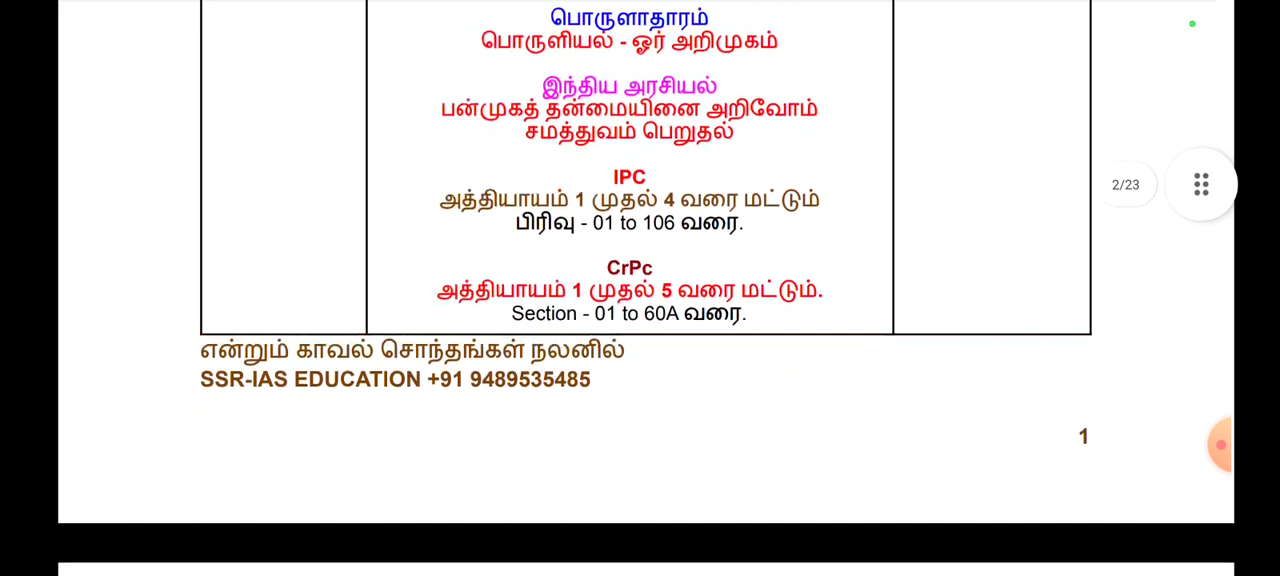 பொருளாதாரம்
பொருளியல் - ஓர் அறிமுகம்
இந்திய அரசியல்
பன்முகத் தன்மையினை அறிவோம்
சமத்துவம் பெறுதல்
IPC
அத்தியாயம் 1 முதல் 4 வரை மட்டும்
பிரிவு - 01 to 106 வரை.
CrPc
அத்தியாயம் 1 முதல் 5 வரை மட்டும்.
Section - 01 to 60A வரை.
2/23
என்றும் காவல் சொந்தங்கள் நலனில்
SSR-IAS EDUCATION +91 9489535485
1